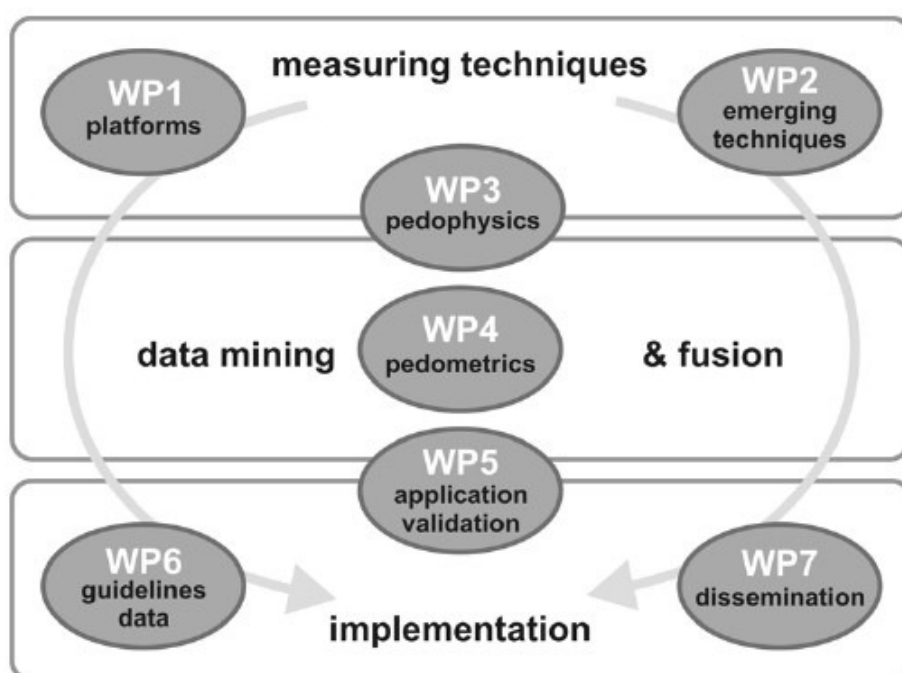 measuring techniques
WP1
platforms
WP2
emerging
techniques
WP3
pedophysics
data mining
WP4
pedometrics
& fusion
WP5
application
validation
WP6
guidelines
data
WP7
dissemination
implementation